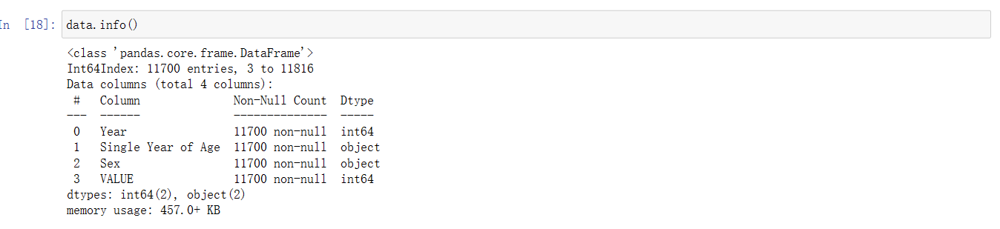 In [18]: data.info()
<class 'pandas.core.frame.DataFrame'>
Int64Index: 11700 entries, 3 to 11816
Data columns (total 4 columns):
 #   Column              Non-Null Count  Dtype
---  ------              --------------  -----
 0   Year                11700 non-null  int64
 1   Single Year of Age  11700 non-null  object
 2   Sex                 11700 non-null  object
 3   VALUE               11700 non-null  int64
dtypes: int64(2), object(2)
memory usage: 457.0+ KB